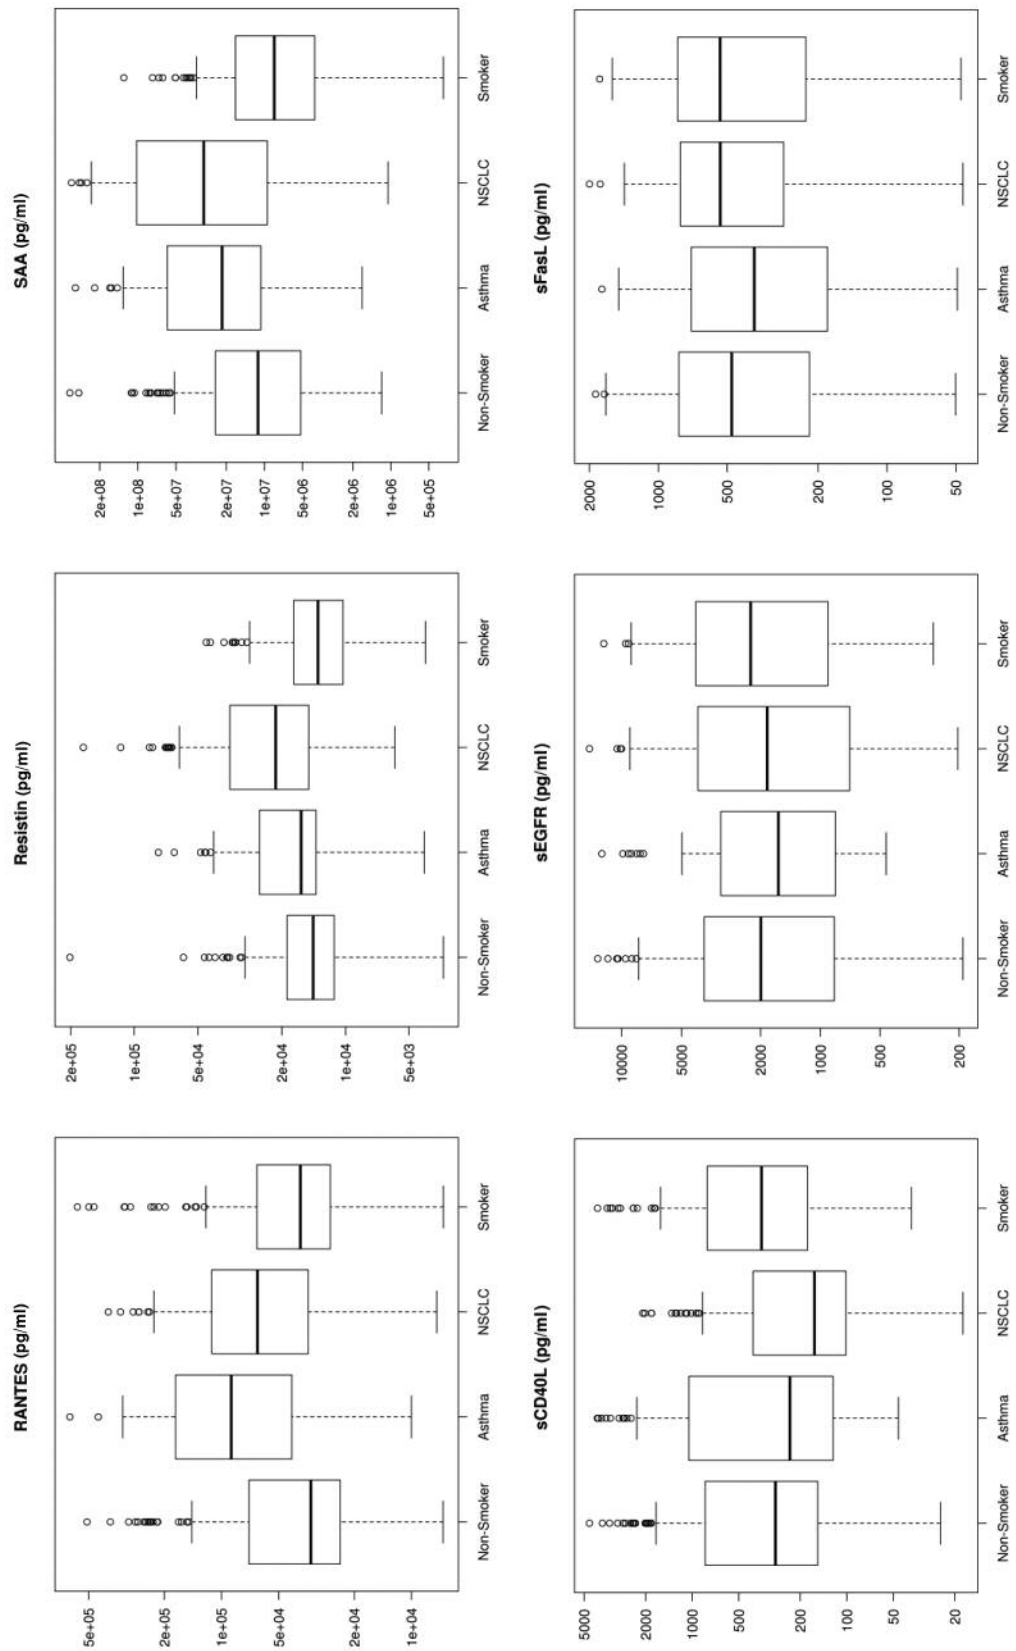 RANTES (pg/ml)
5e+05
2e+05
1e+05
5e+04
2e+04
1e+04
Non-Smoker Asthma NSCLC Smoker
Resistin (pg/ml)
2e+05
1e+05
5e+04
2e+04
1e+04
5e+03
Non-Smoker Asthma NSCLC Smoker
SAA (pg/ml)
2e+08
1e+08
5e+07
2e+07
1e+07
5e+06
2e+06
1e+06
5e+05
Non-Smoker Asthma NSCLC Smoker
sCD40L (pg/ml)
5000
2000
1000
500
200
100
50
20
Non-Smoker Asthma NSCLC Smoker
sEGFR (pg/ml)
10000
5000
2000
1000
500
200
Non-Smoker Asthma NSCLC Smoker
sFasL (pg/ml)
2000
1000
500
200
100
50
Non-Smoker Asthma NSCLC Smoker